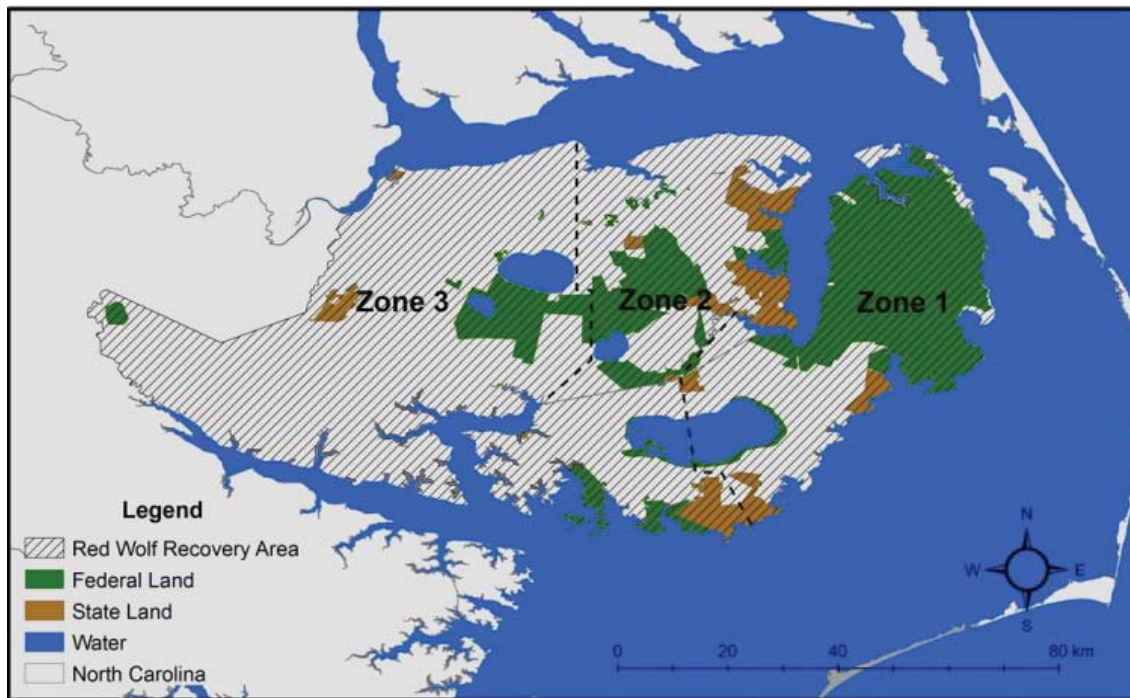 Zone 3
Zone 2
Zone 1
Legend
Red Wolf Recovery Area
Federal Land
State Land
Water
North Carolina
N
W
E
S
0
20
40
80 km